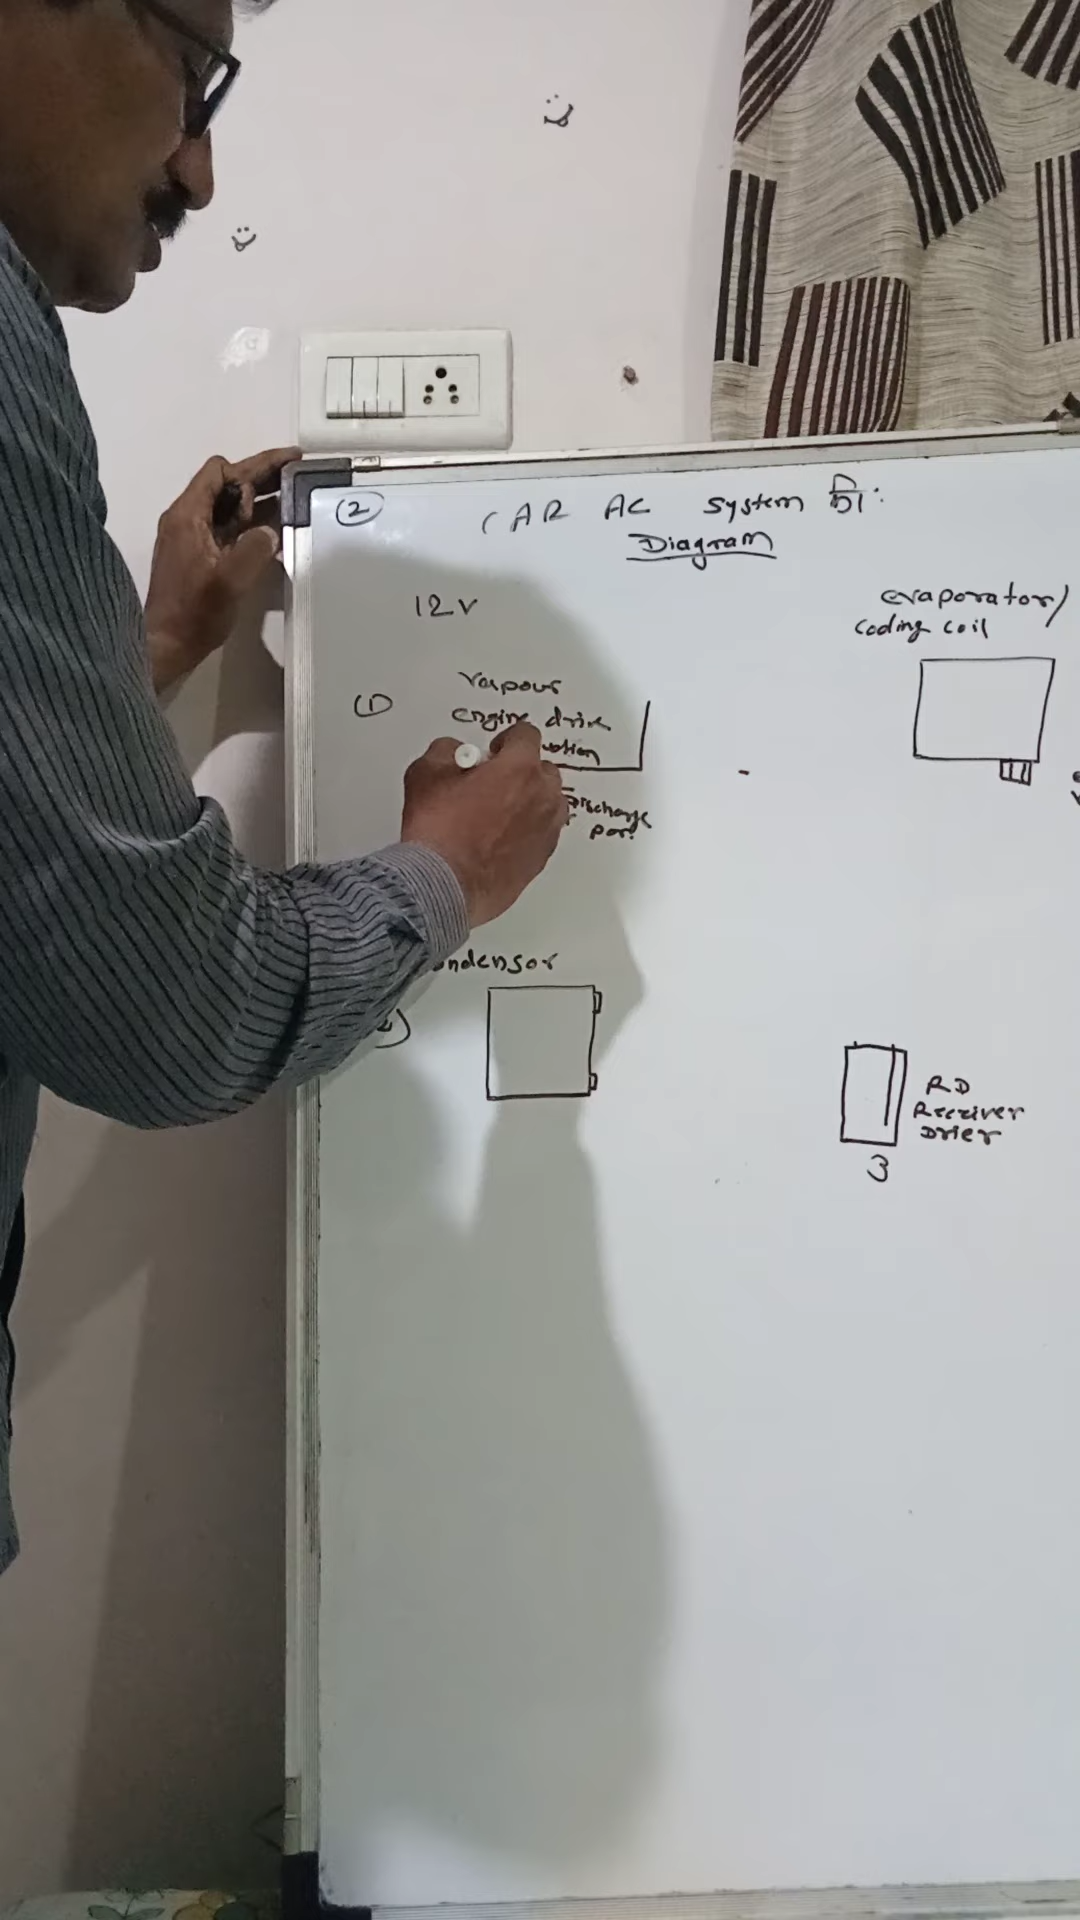 2
CAR AC system का:
Diagram
12V
evaporator/
cooling coil
1
Vapour
engine drive
Discharge
port
ondensor
RD
Receiver
Drier
3